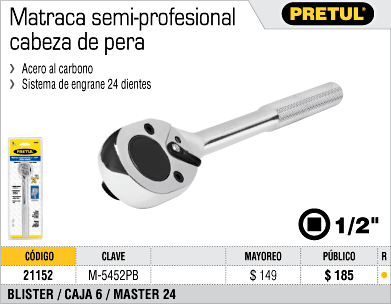 Matraca semi-profesional
cabeza de pera
PRETUL
› Acero al carbono
› Sistema de engrane 24 dientes
PRETUL
1/2"
CÓDIGO CLAVE MAYOREO PÚBLICO R
21152 M-5452PB $ 149 $ 185
BLISTER / CAJA 6 / MASTER 24